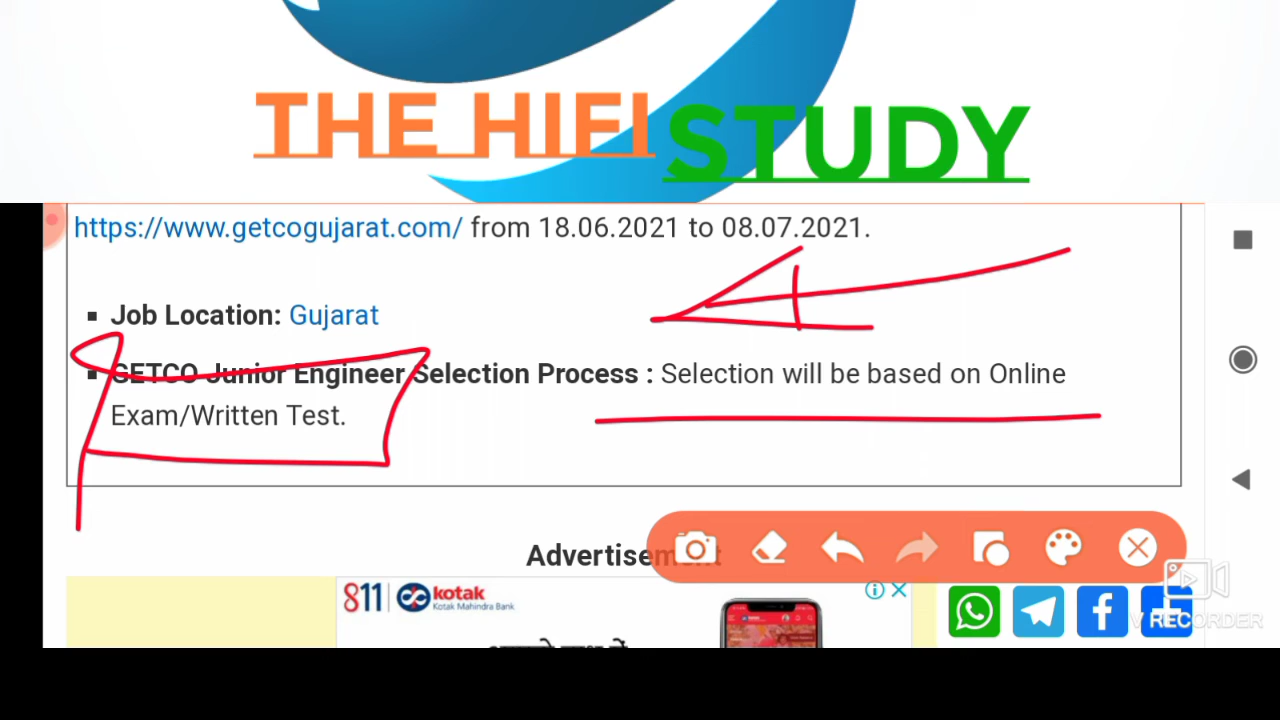 THE HIFI STUDY
https://www.getcogujarat.com/ from 18.06.2021 to 08.07.2021.
Job Location: Gujarat
GETCO Junior Engineer Selection Process : Selection will be based on Online
Exam/Written Test.
Advertisement
811 kotak
Kotak Mahindra Bank
V RECORDER